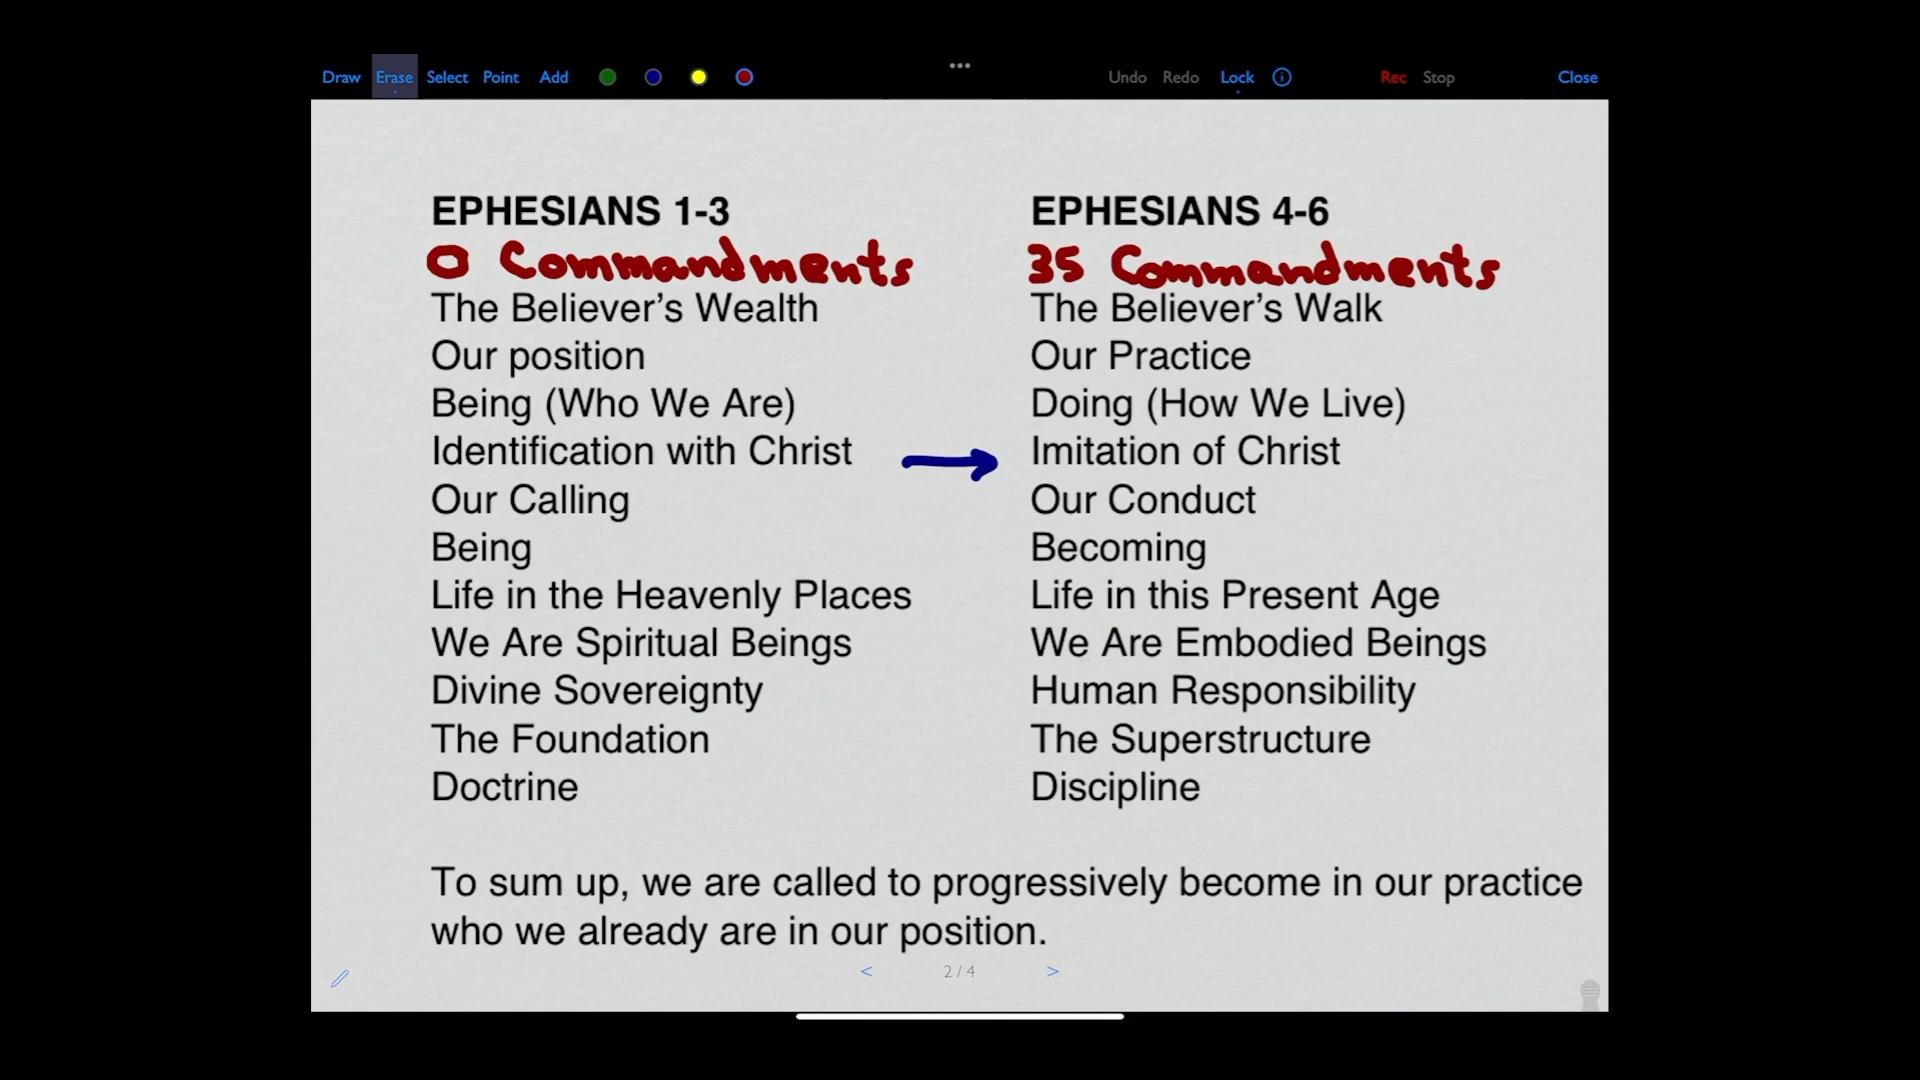 Draw Erase Select Point Add ... Undo Redo Lock i Rec Stop Close
EPHESIANS 1-3
0 Commandments
The Believer’s Wealth
Our position
Being (Who We Are)
Identification with Christ
Our Calling
Being
Life in the Heavenly Places
We Are Spiritual Beings
Divine Sovereignty
The Foundation
Doctrine
EPHESIANS 4-6
35 Commandments
The Believer’s Walk
Our Practice
Doing (How We Live)
Imitation of Christ
Our Conduct
Becoming
Life in this Present Age
We Are Embodied Beings
Human Responsibility
The Superstructure
Discipline
To sum up, we are called to progressively become in our practice
who we already are in our position.
< 2 / 4 >